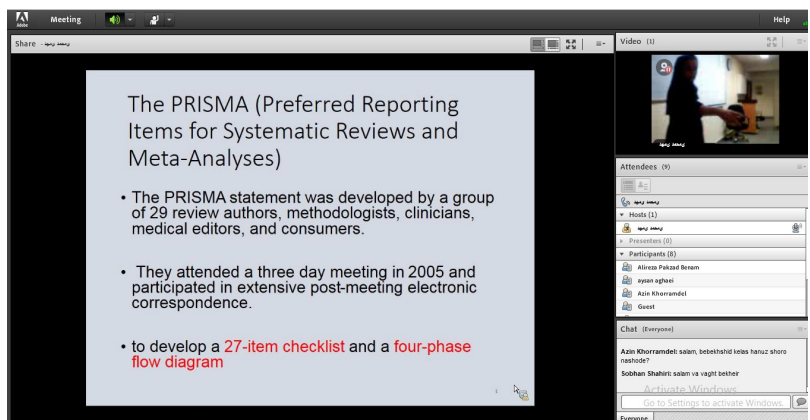 Adobe
Meeting
Help
Share -
The PRISMA (Preferred Reporting
Items for Systematic Reviews and
Meta-Analyses)
• The PRISMA statement was developed by a group
of 29 review authors, methodologists, clinicians,
medical editors, and consumers.
• They attended a three day meeting in 2005 and
participated in extensive post-meeting electronic
correspondence.
• to develop a 27-item checklist and a four-phase
flow diagram
Video (1)
Attendees (9)
Hosts (1)
Presenters (0)
Participants (8)
Alireza Pakzad Benam
aysan aghaei
Azin Khorramdel
Guest
Chat (Everyone)
Azin Khorramdel: salam, bebekhshid kelas hanuz shoro
nashode?
Sobhan Shahiri: salam va vaght bekheir
Activate Windows
Go to Settings to activate Windows.
Everyone